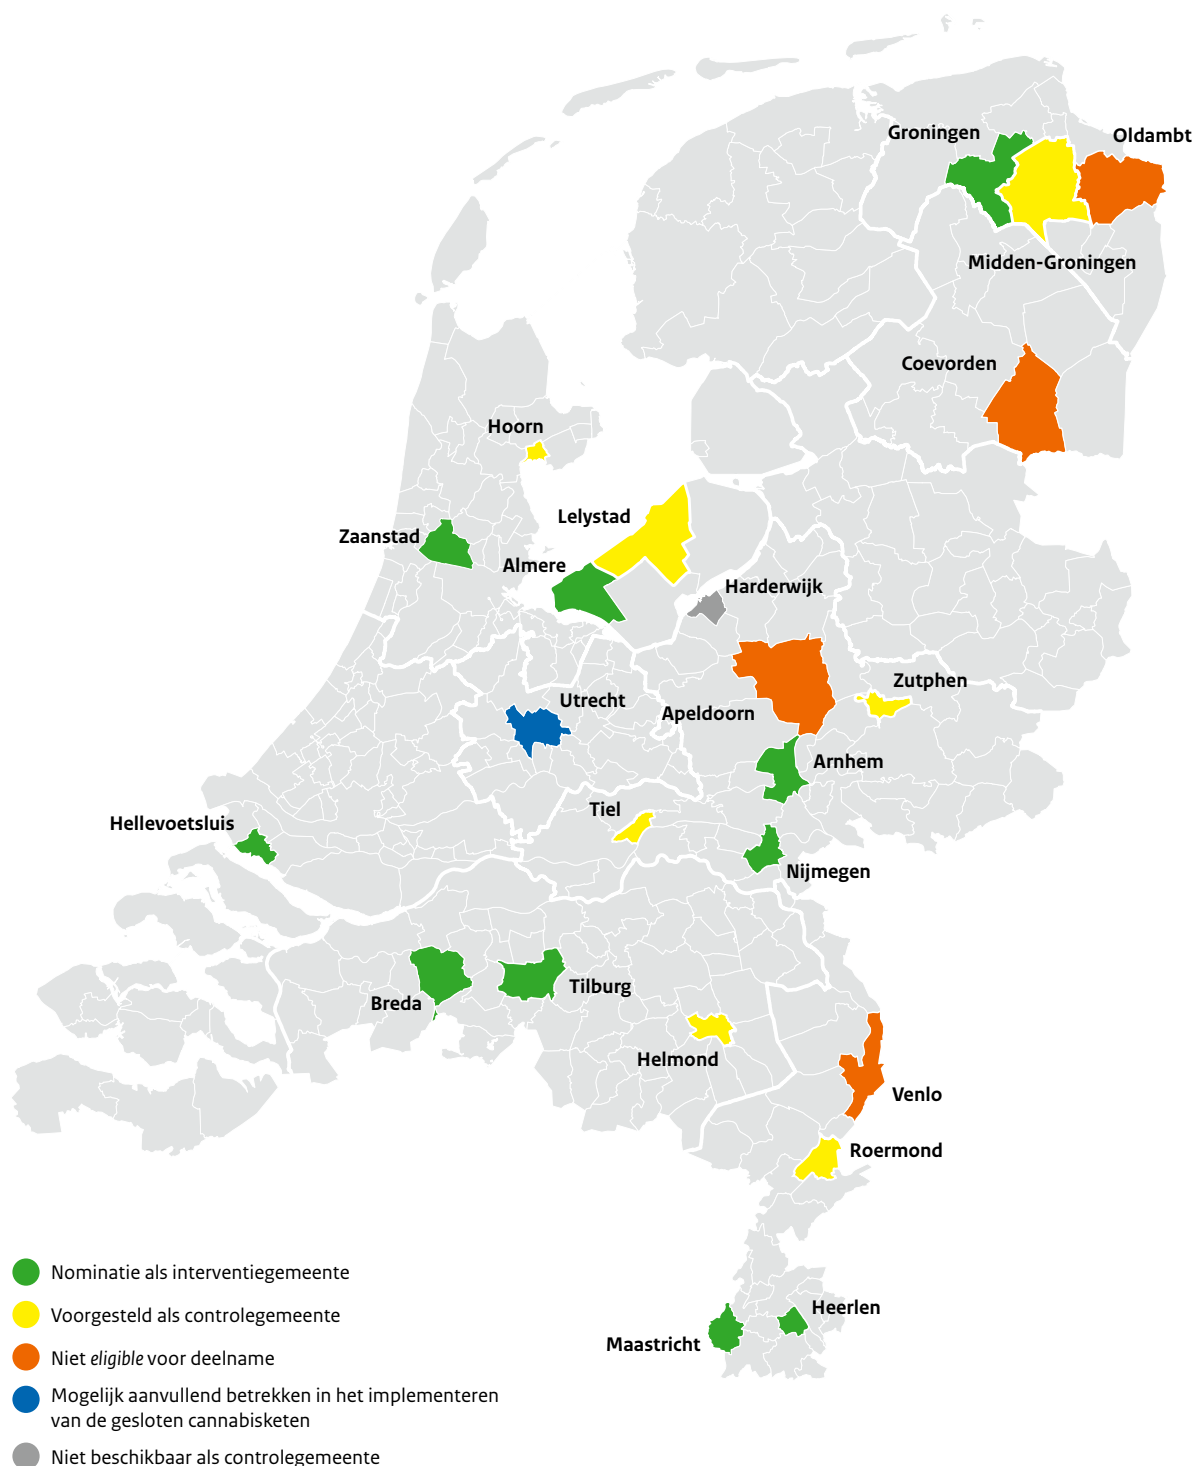 Groningen
Oldambt
Midden-Groningen
Coevorden
Hoorn
Lelystad
Zaanstad
Almere
Harderwijk
Zutphen
Utrecht
Apeldoorn
Arnhem
Tiel
Hellevoetsluis
Nijmegen
Tilburg
Breda
Helmond
Venlo
Roermond
Heerlen
Maastricht
Nominatie als interventiegemeente
Voorgesteld als controlegemeente
Niet eligible voor deelname
Mogelijk aanvullend betrekken in het implementeren
van de gesloten cannabisketen
Niet beschikbaar als controlegemeente